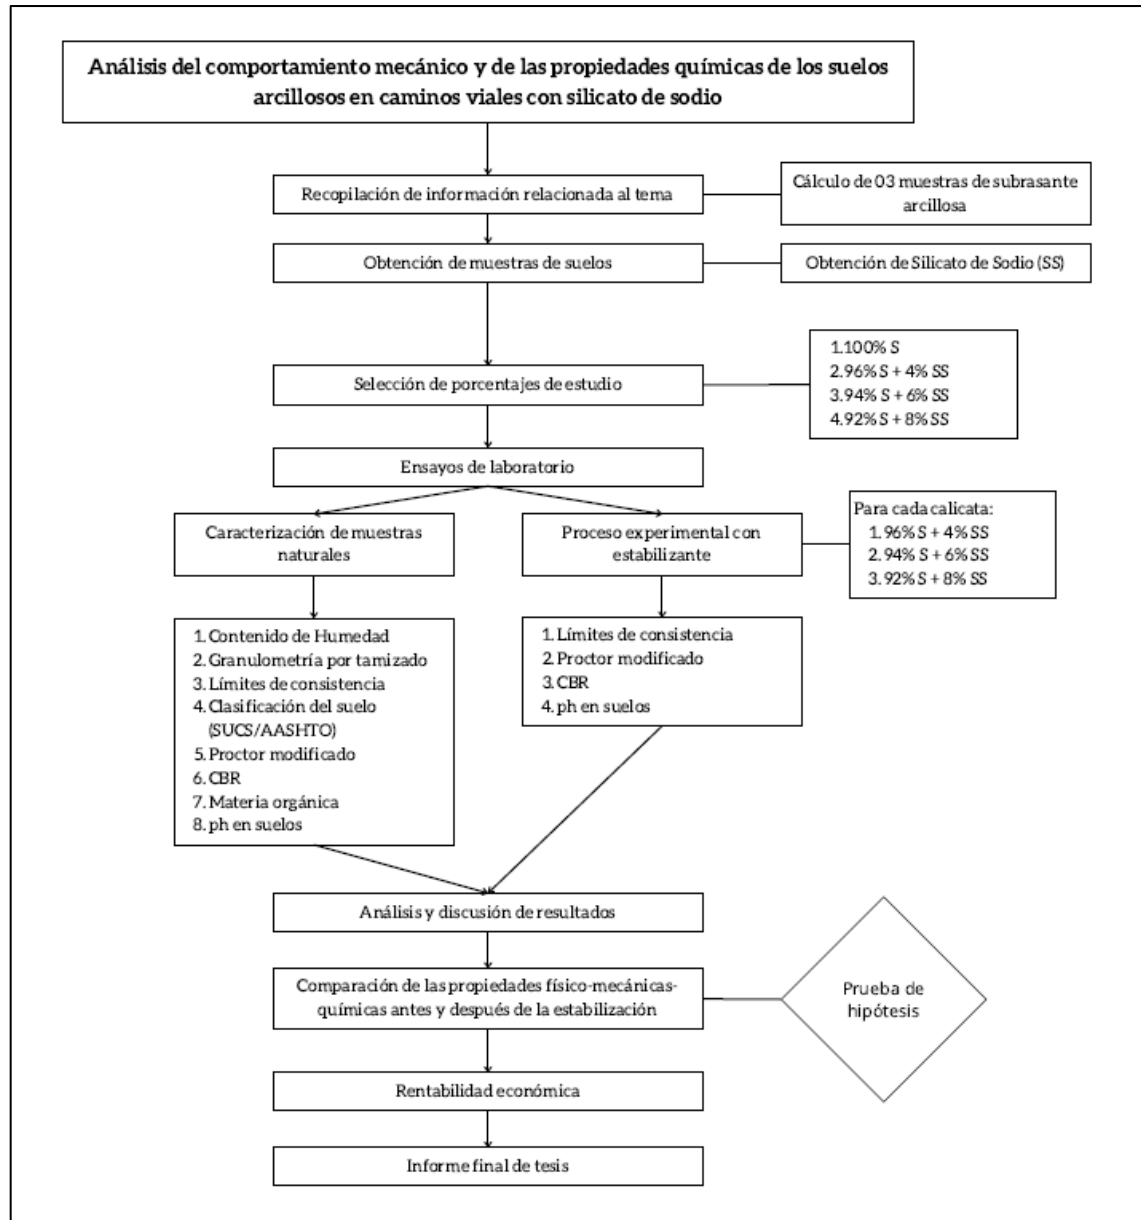 Análisis del comportamiento mecánico y de las propiedades químicas de los suelos
arcillosos en caminos viales con silicato de sodio
Recopilación de información relacionada al tema
Cálculo de 03 muestras de subrasante
arcillosa
Obtención de muestras de suelos
Obtención de Silicato de Sodio (SS)
Selección de porcentajes de estudio
1.100% S
2.96% S + 4% SS
3.94% S + 6% SS
4.92% S + 8% SS
Ensayos de laboratorio
Caracterización de muestras
naturales
Proceso experimental con
estabilizante
Para cada calicata:
1.96% S + 4% SS
2.94% S + 6% SS
3.92% S + 8% SS
1. Contenido de Humedad
2. Granulometría por tamizado
3. Límites de consistencia
4. Clasificación del suelo
(SUCS/AASHTO)
5. Proctor modificado
6. CBR
7. Materia orgánica
8. ph en suelos
1. Límites de consistencia
2. Proctor modificado
3. CBR
4. ph en suelos
Análisis y discusión de resultados
Comparación de las propiedades físico-mecánicas-
químicas antes y después de la estabilización
Prueba de
hipótesis
Rentabilidad económica
Informe final de tesis